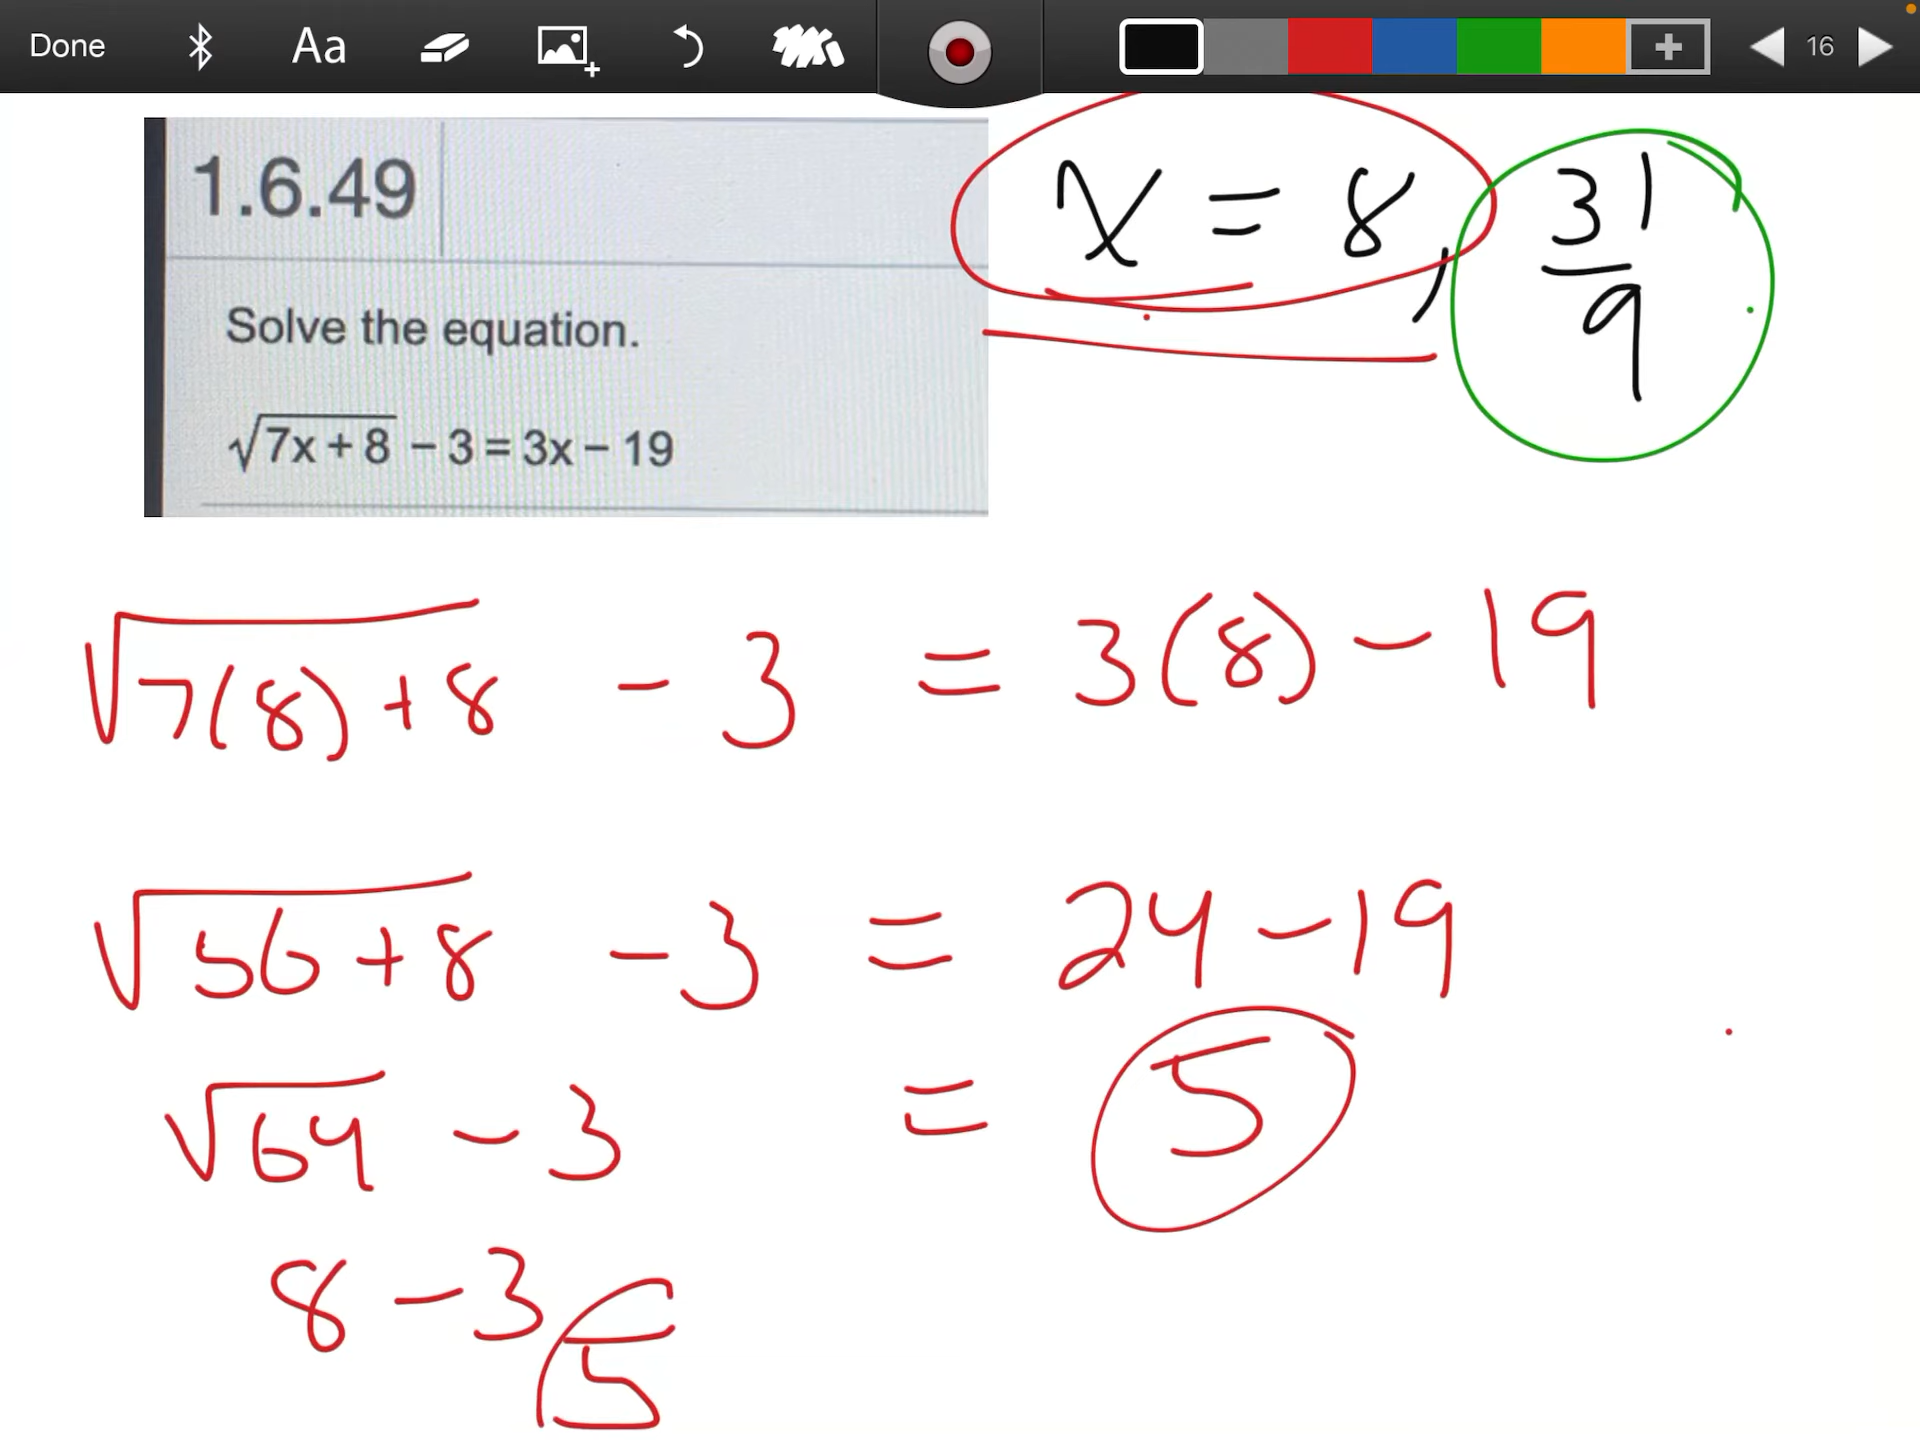 Done Aa 16
1.6.49
x = 8, 31/9
Solve the equation.
√7x + 8 − 3 = 3x − 19
√7(8) + 8 - 3 = 3(8) - 19
√56 + 8 - 3 = 24 - 19
√64 - 3 = 5
8 - 3
5